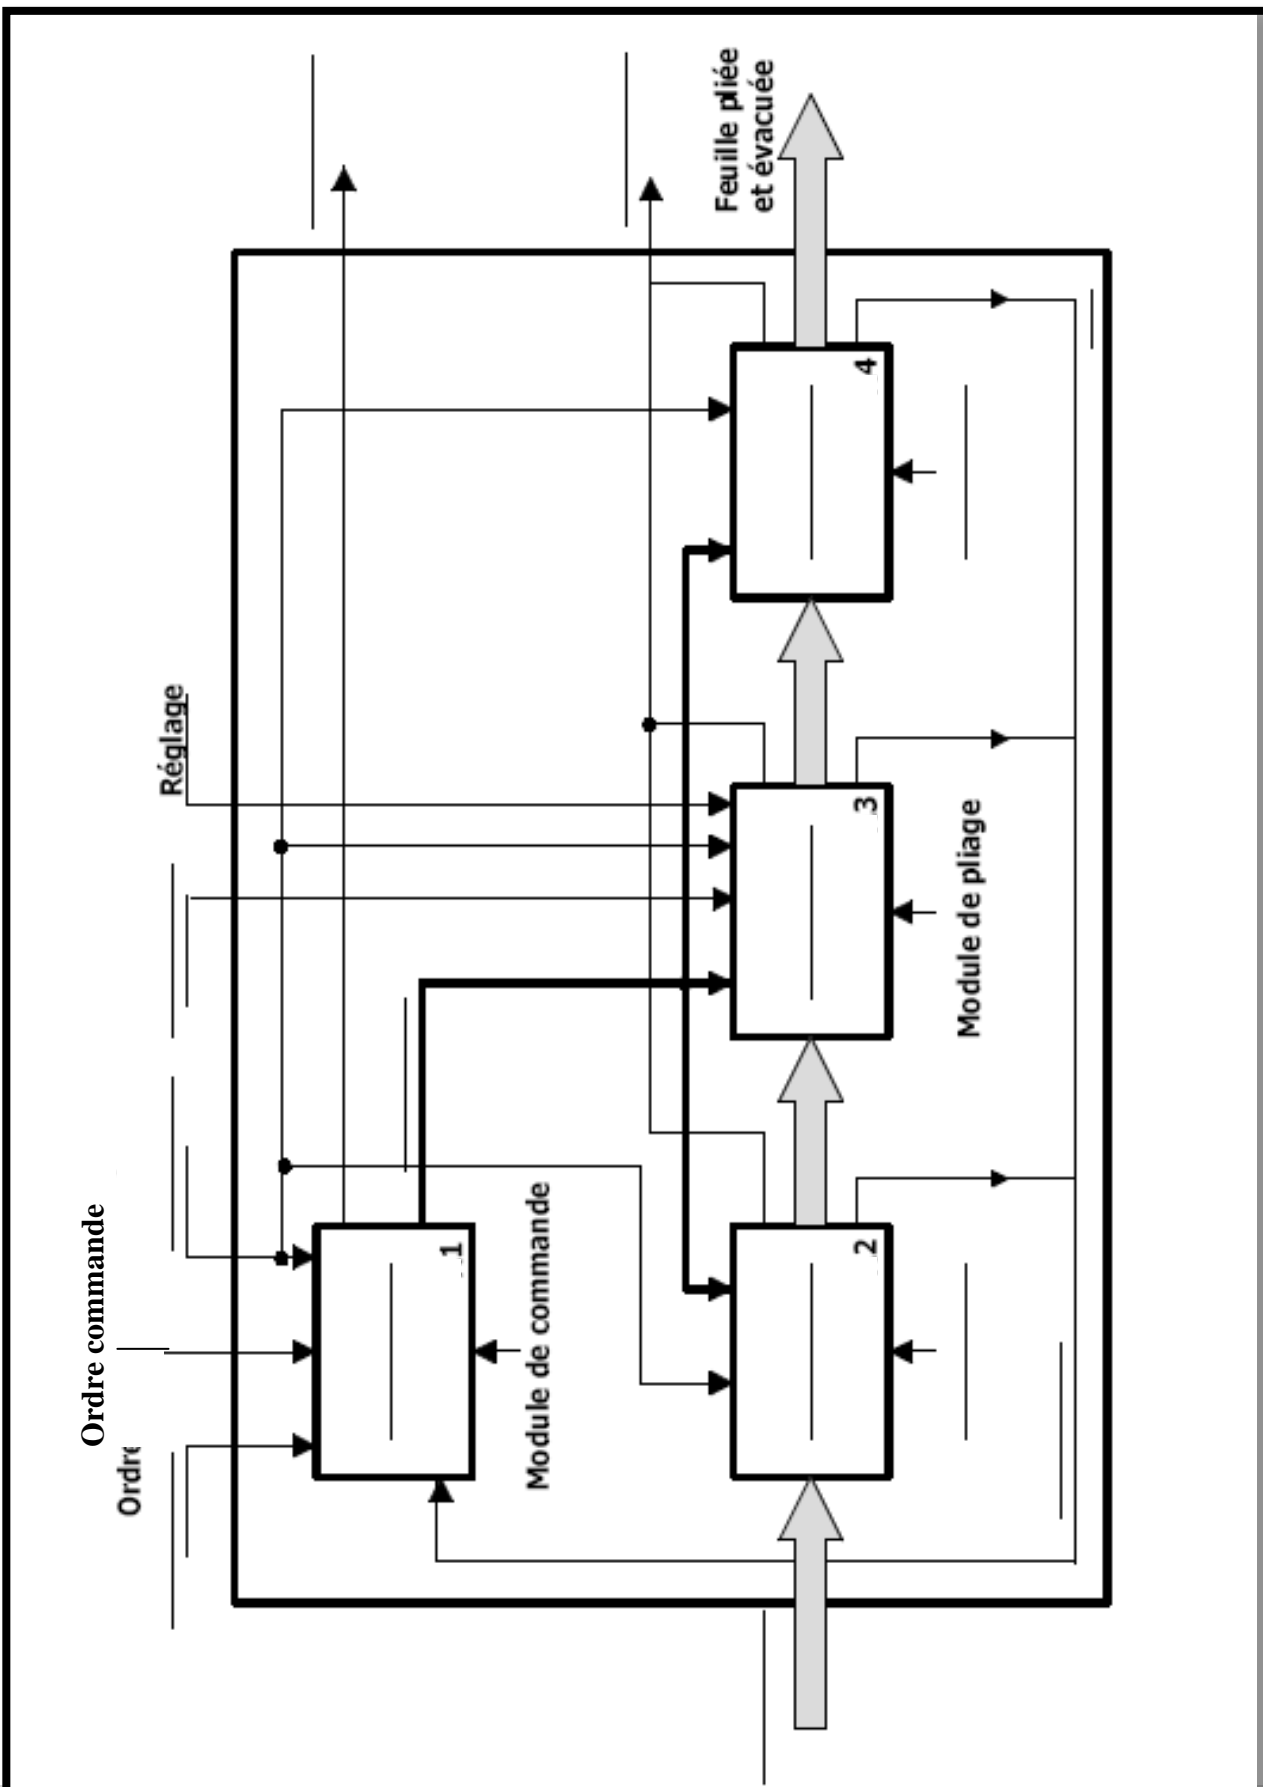 Ordre commande
Ordre
Réglage
Feuille pliée
et évacuée
1
Module de commande
2
3
4
Module de pliage